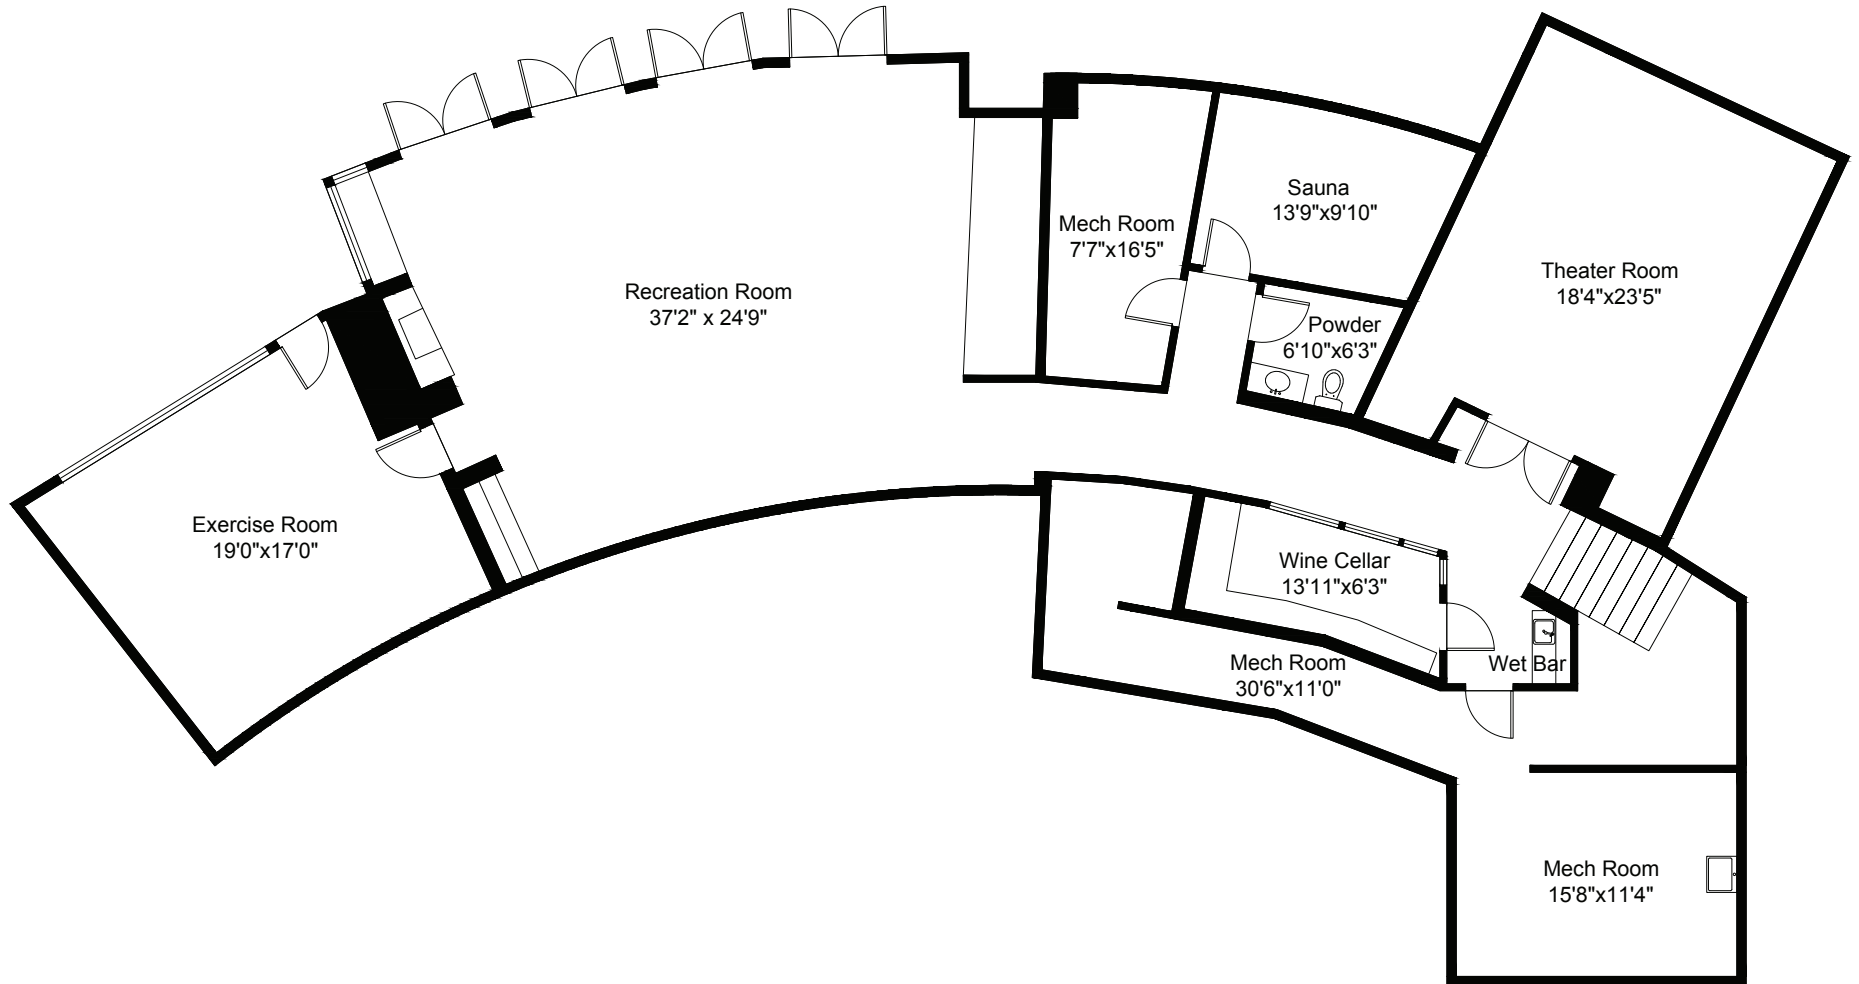 Sauna
13'9"x9'10"
Mech Room
7'7"x16'5"
Theater Room
18'4"x23'5"
Recreation Room
37'2" x 24'9"
Powder
6'10"x6'3"
Exercise Room
19'0"x17'0"
Wine Cellar
13'11"x6'3"
Mech Room
30'6"x11'0"
Wet Bar
Mech Room
15'8"x11'4"